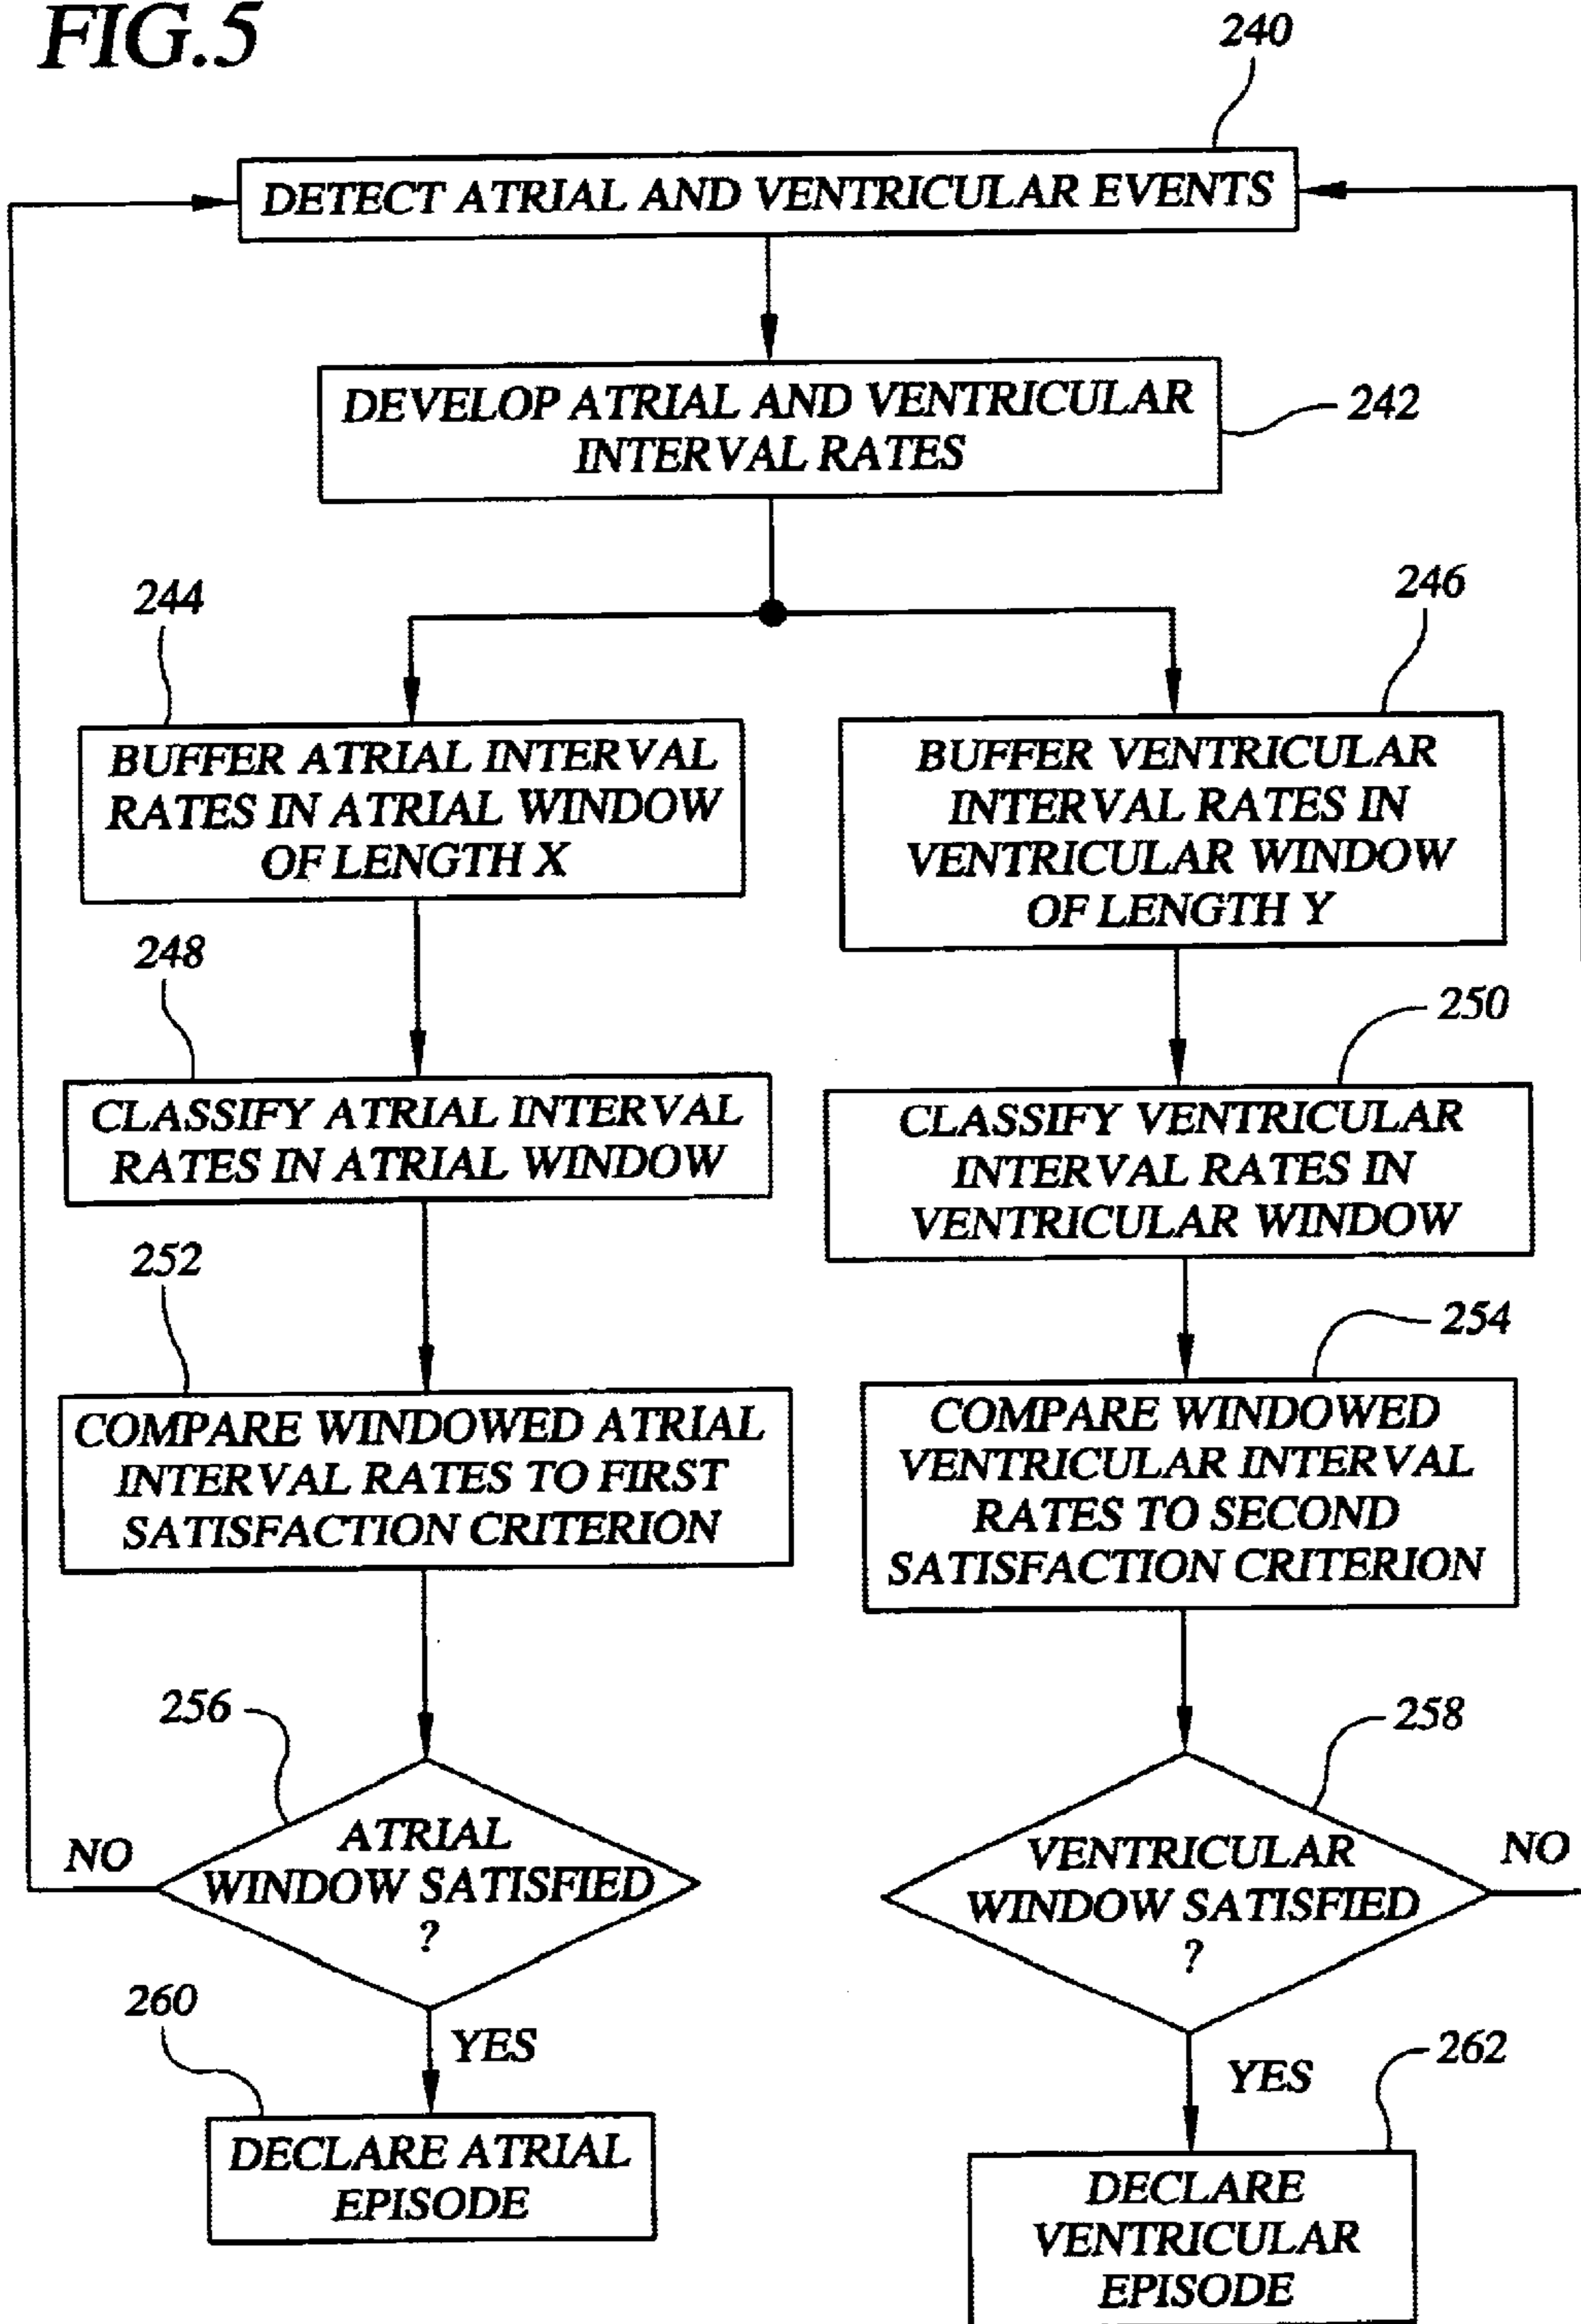 FIG.5
240
DETECT ATRIAL AND VENTRICULAR EVENTS
DEVELOP ATRIAL AND VENTRICULAR
INTERVAL RATES
242
244
246
BUFFER ATRIAL INTERVAL
RATES IN ATRIAL WINDOW
OF LENGTH X
BUFFER VENTRICULAR
INTERVAL RATES IN
VENTRICULAR WINDOW
OF LENGTH Y
248
250
CLASSIFY ATRIAL INTERVAL
RATES IN ATRIAL WINDOW
CLASSIFY VENTRICULAR
INTERVAL RATES IN
VENTRICULAR WINDOW
252
254
COMPARE WINDOWED ATRIAL
INTERVAL RATES TO FIRST
SATISFACTION CRITERION
COMPARE WINDOWED
VENTRICULAR INTERVAL
RATES TO SECOND
SATISFACTION CRITERION
256
258
NO
ATRIAL
WINDOW SATISFIED
?
VENTRICULAR
WINDOW SATISFIED
?
NO
260
YES
YES
262
DECLARE ATRIAL
EPISODE
DECLARE
VENTRICULAR
EPISODE